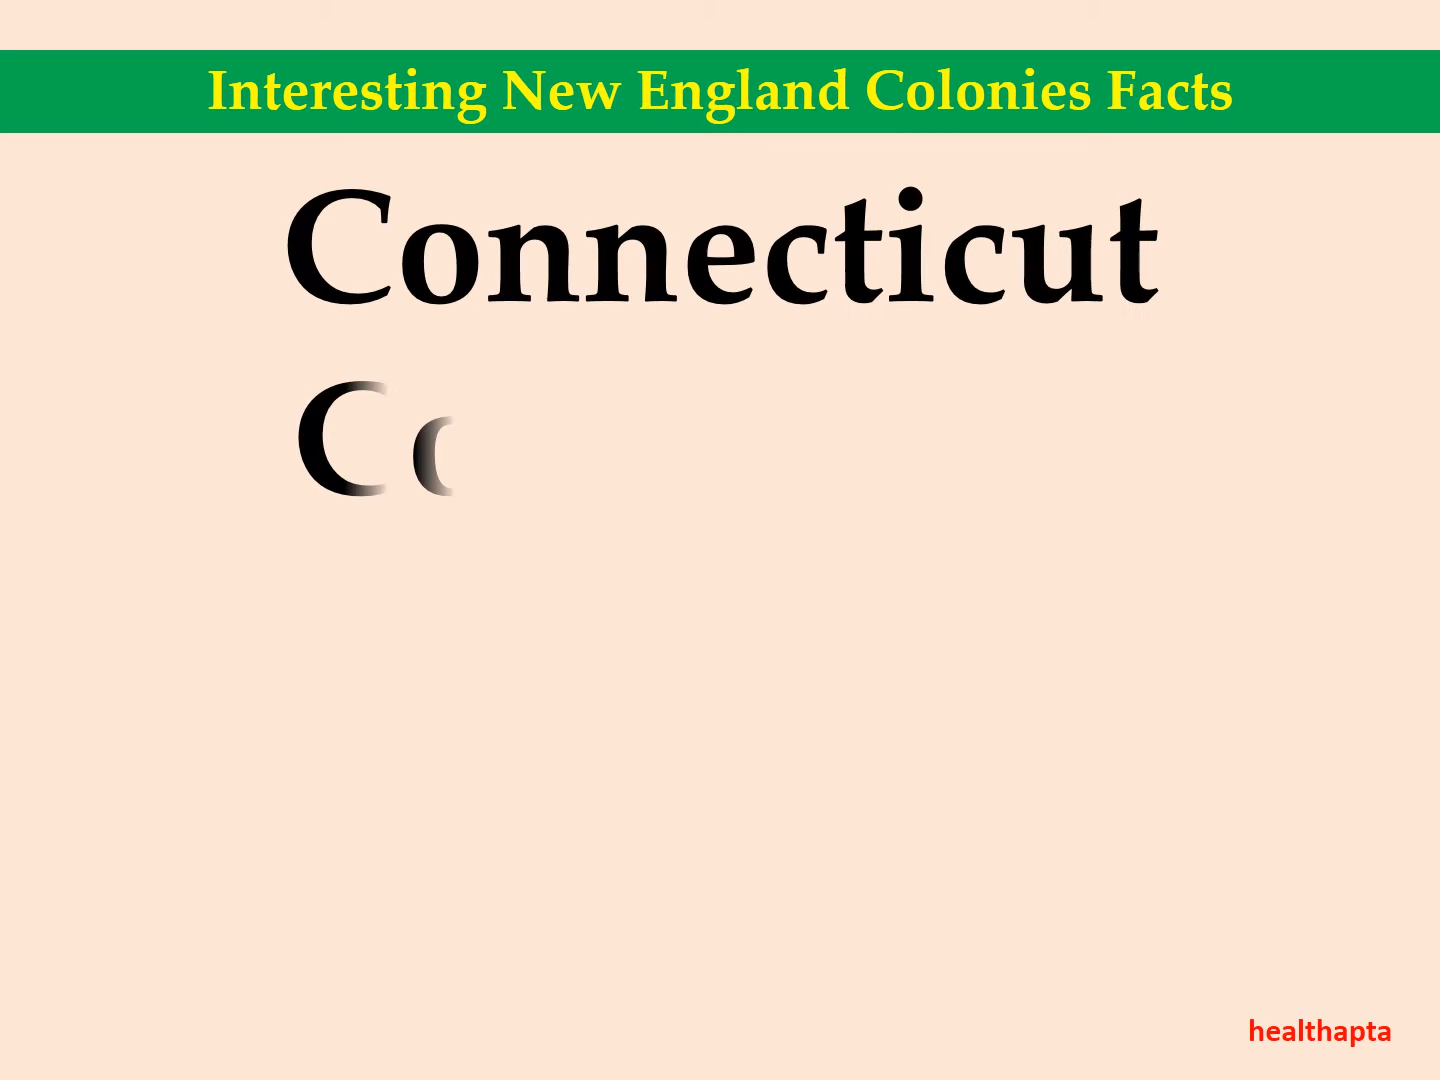 Interesting New England Colonies Facts
Connecticut
healthapta